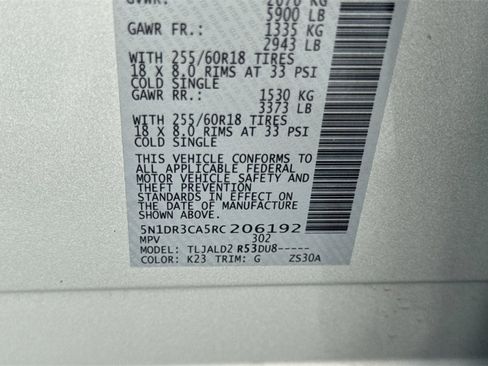 GVWR: 2676 KG
5900 LB
GAWR FR.: 1335 KG
2943 LB
WITH 255/60R18 TIRES
18 X 8.0 RIMS AT 33 PSI
COLD SINGLE
GAWR RR.: 1530 KG
3373 LB
WITH 255/60R18 TIRES
18 X 8.0 RIMS AT 33 PSI
COLD SINGLE
THIS VEHICLE CONFORMS TO
ALL APPLICABLE FEDERAL
MOTOR VEHICLE SAFETY AND
THEFT PREVENTION
STANDARDS IN EFFECT ON
THE DATE OF MANUFACTURE
5N1DR3CA5RC206192
MPV 302
MODEL: TLJALD2 R53DU8-----
COLOR: K23 TRIM: G ZS30A